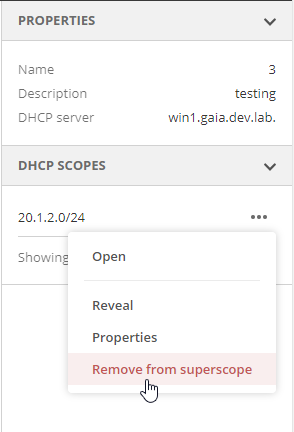 PROPERTIES
Name 3
Description testing
DHCP server win1.gaia.dev.lab.
DHCP SCOPES
20.1.2.0/24
Showing
Open
Reveal
Properties
Remove from superscope